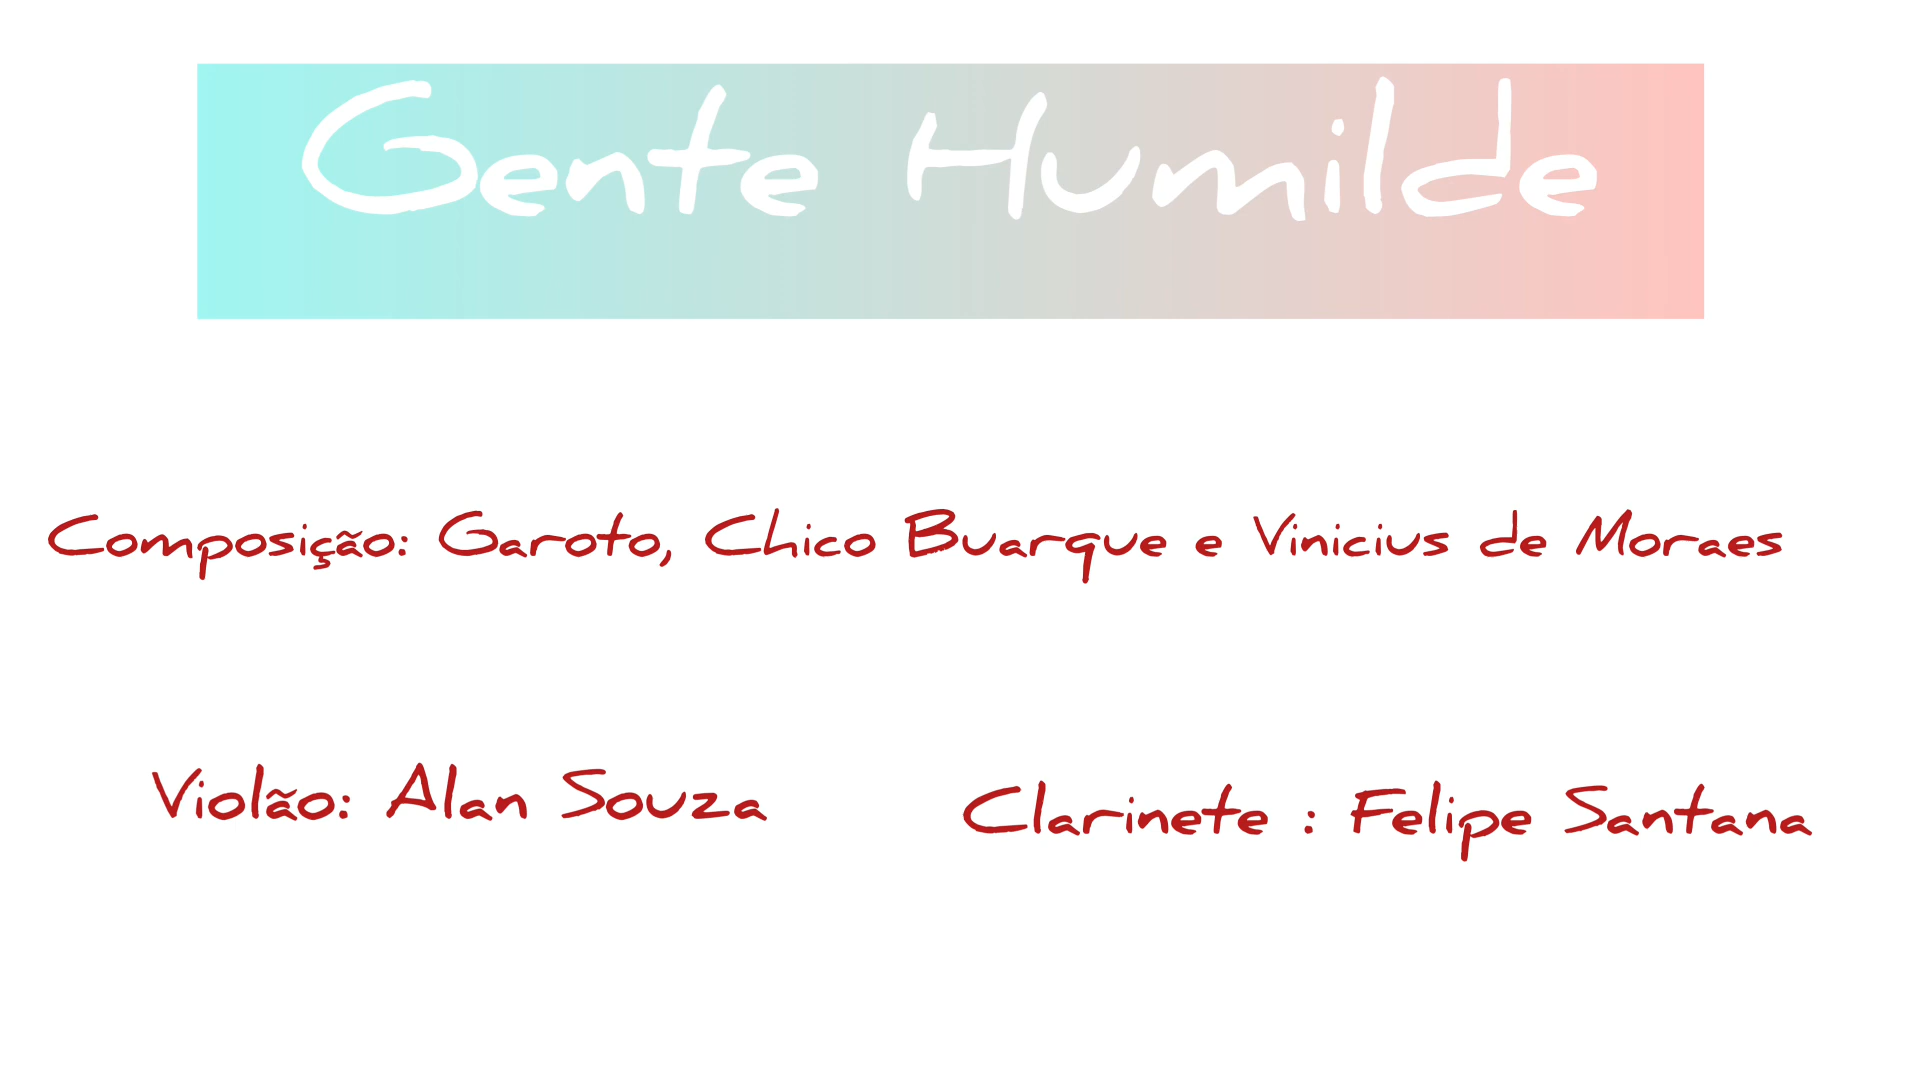 Gente Humilde
Composição: Garoto, Chico Buarque e Vinicius de Moraes
Violão: Alan Souza
Clarinete : Felipe Santana